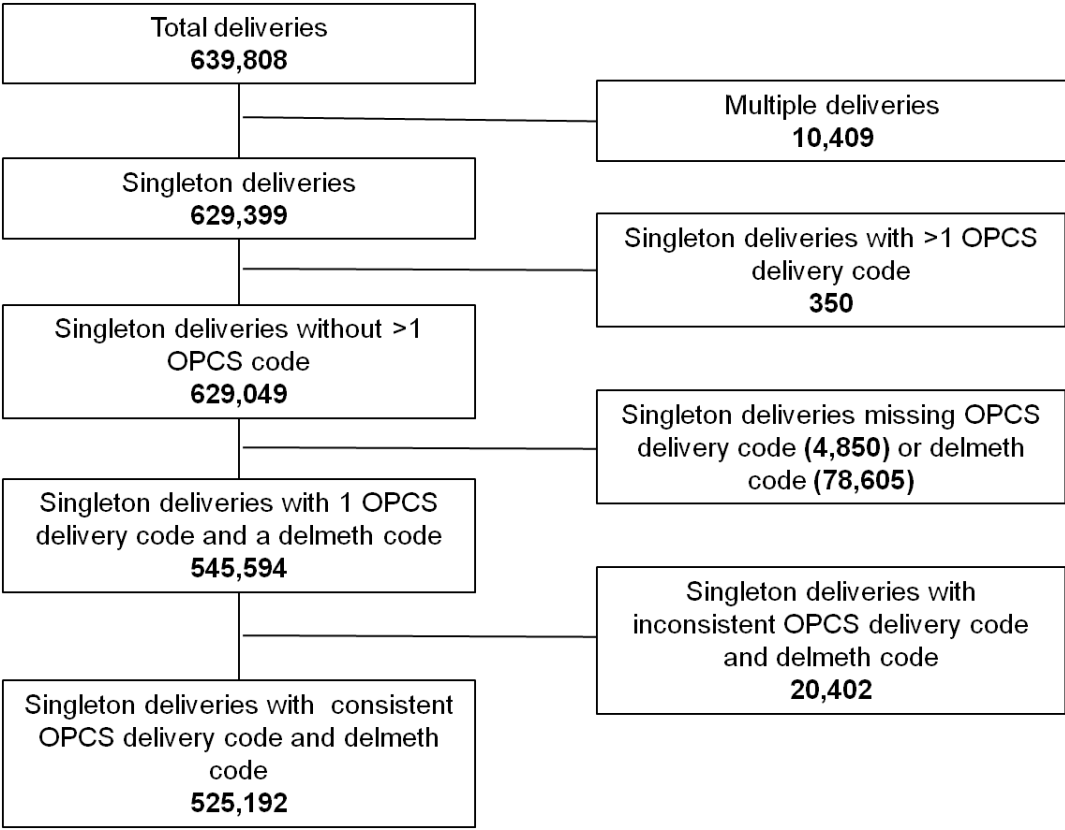 Total deliveries
639,808
Multiple deliveries
10,409
Singleton deliveries
629,399
Singleton deliveries with >1 OPCS
delivery code
350
Singleton deliveries without >1
OPCS code
629,049
Singleton deliveries missing OPCS
delivery code (4,850) or delmeth
code (78,605)
Singleton deliveries with 1 OPCS
delivery code and a delmeth code
545,594
Singleton deliveries with
inconsistent OPCS delivery code
and delmeth code
20,402
Singleton deliveries with  consistent
OPCS delivery code and delmeth
code
525,192